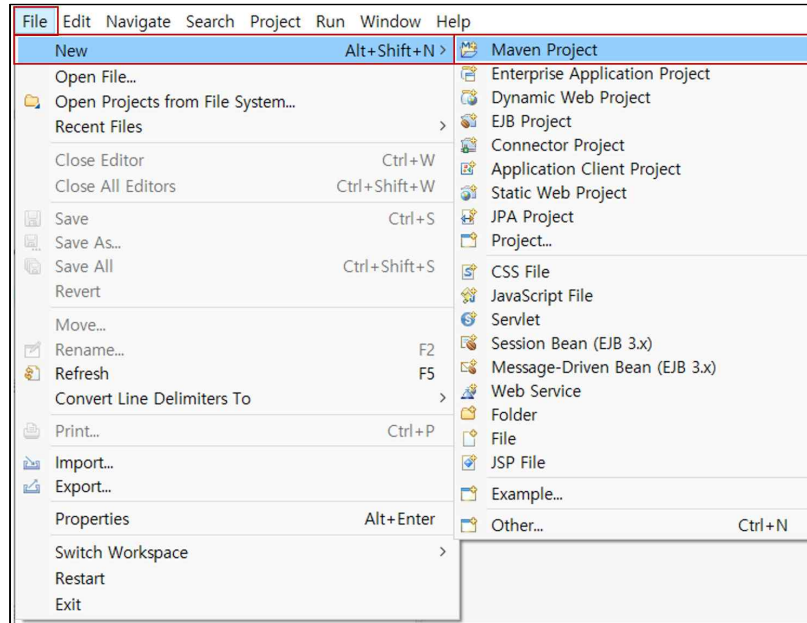 File Edit Navigate Search Project Run Window Help
New Alt+Shift+N >
Open File...
Open Projects from File System...
Recent Files >
Close Editor Ctrl+W
Close All Editors Ctrl+Shift+W
Save Ctrl+S
Save As...
Save All Ctrl+Shift+S
Revert
Move...
Rename... F2
Refresh F5
Convert Line Delimiters To >
Print... Ctrl+P
Import...
Export...
Properties Alt+Enter
Switch Workspace >
Restart
Exit
Maven Project
Enterprise Application Project
Dynamic Web Project
EJB Project
Connector Project
Application Client Project
Static Web Project
JPA Project
Project...
CSS File
JavaScript File
Servlet
Session Bean (EJB 3.x)
Message-Driven Bean (EJB 3.x)
Web Service
Folder
File
JSP File
Example...
Other... Ctrl+N